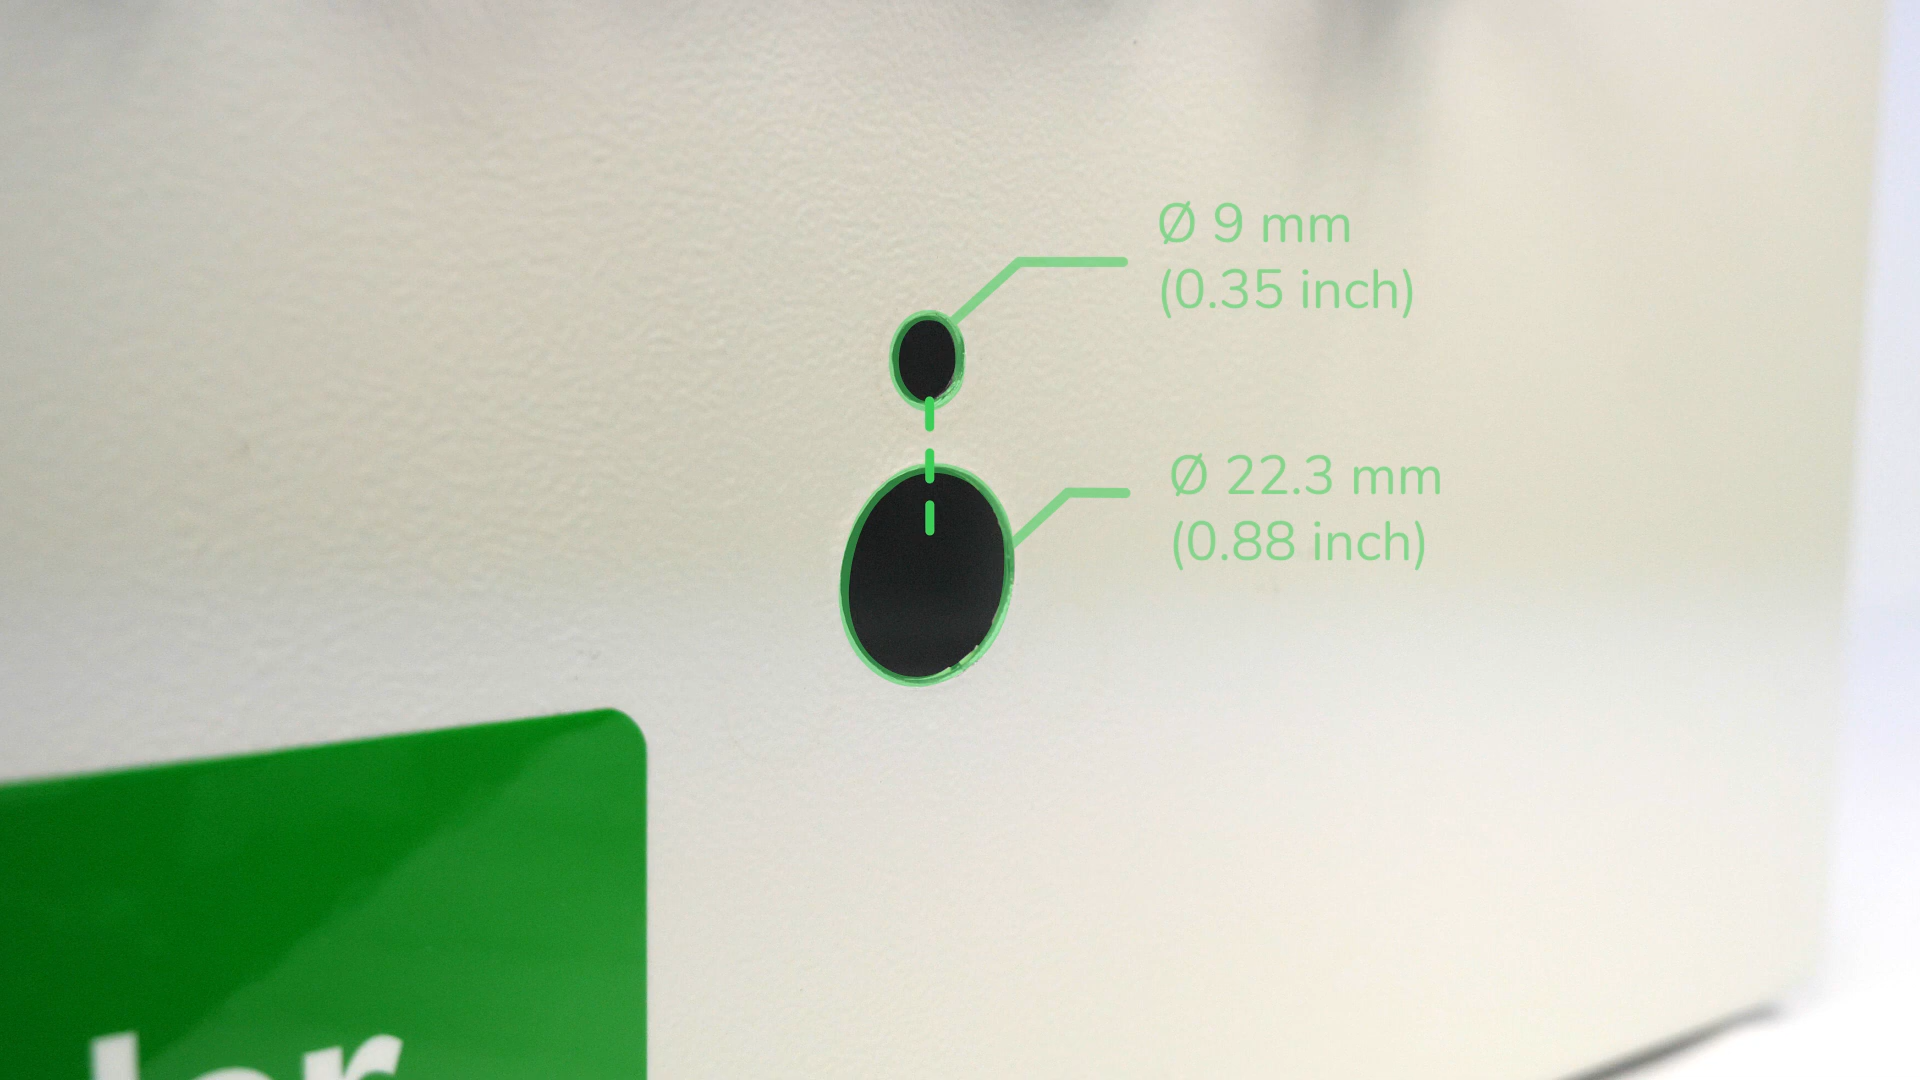 Ø 9 mm
(0.35 inch)
Ø 22.3 mm
(0.88 inch)